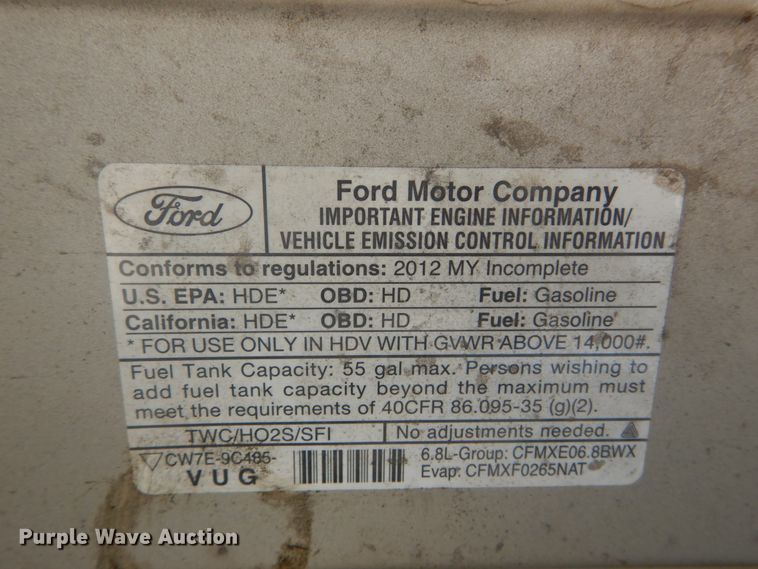 Ford
Ford Motor Company
IMPORTANT ENGINE INFORMATION/
VEHICLE EMISSION CONTROL INFORMATION
Conforms to regulations: 2012 MY Incomplete
U.S. EPA: HDE* OBD: HD Fuel: Gasoline
California: HDE* OBD: HD Fuel: Gasoline
* FOR USE ONLY IN HDV WITH GVWR ABOVE 14,000#.
Fuel Tank Capacity: 55 gal max. Persons wishing to
add fuel tank capacity beyond the maximum must
meet the requirements of 40CFR 86.095-35 (g)(2).
TWC/HO2S/SFI No adjustments needed.
CW7E-9C485- 6.8L-Group: CFMXE06.8BWX
VUG Evap: CFMXF0265NAT
Purple Wave Auction